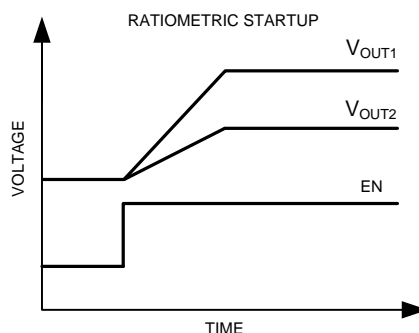 RATIOMETRIC STARTUP
VOUT1
VOUT2
VOLTAGE
EN
TIME